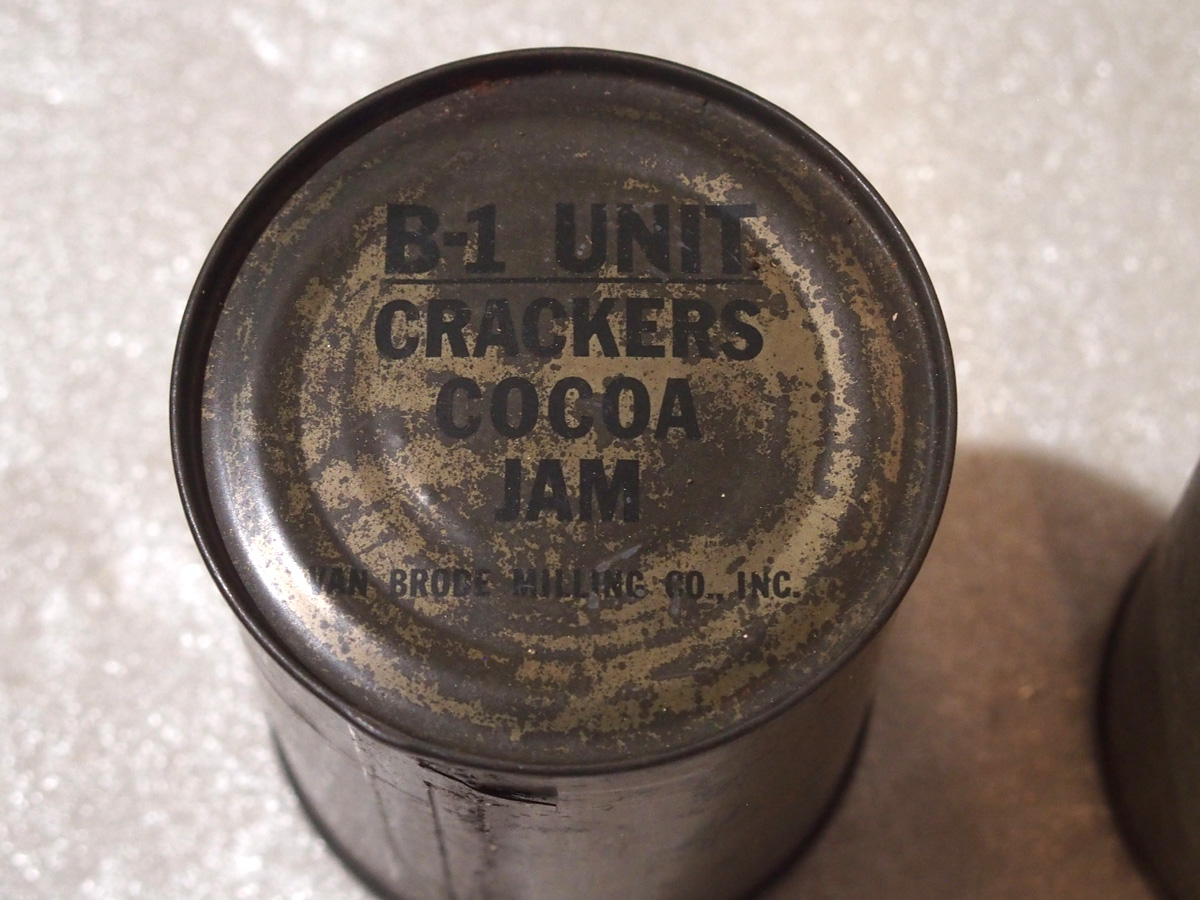 B-1 UNIT
CRACKERS
COCOA
JAM
VAN BRODE MILLING CO., INC.